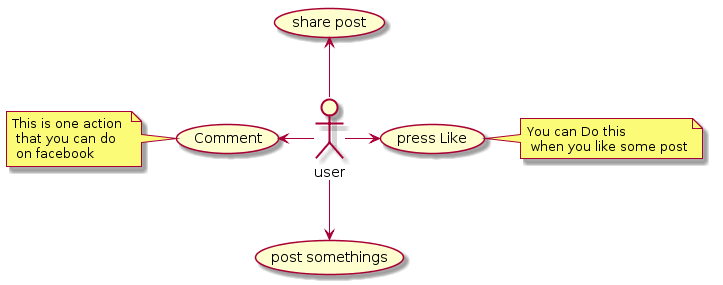 share post
This is one action
that you can do
on facebook
Comment
press Like
You can Do this
when you like some post
user
post somethings